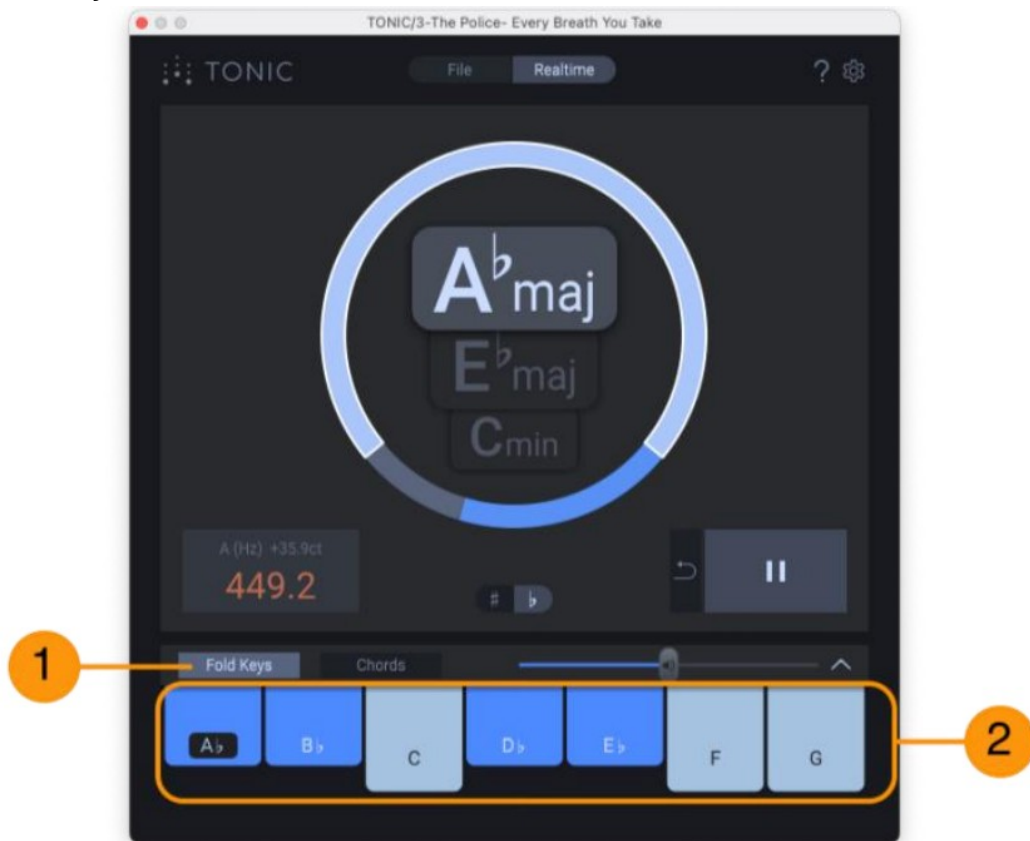 TONIC/3-The Police- Every Breath You Take
TONIC
File Realtime ?
A♭maj
E♭maj
Cmin
A (Hz) +35.9ct
449.2
♯ ♭
1 Fold Keys Chords
A♭ B♭ C D♭ E♭ F G 2